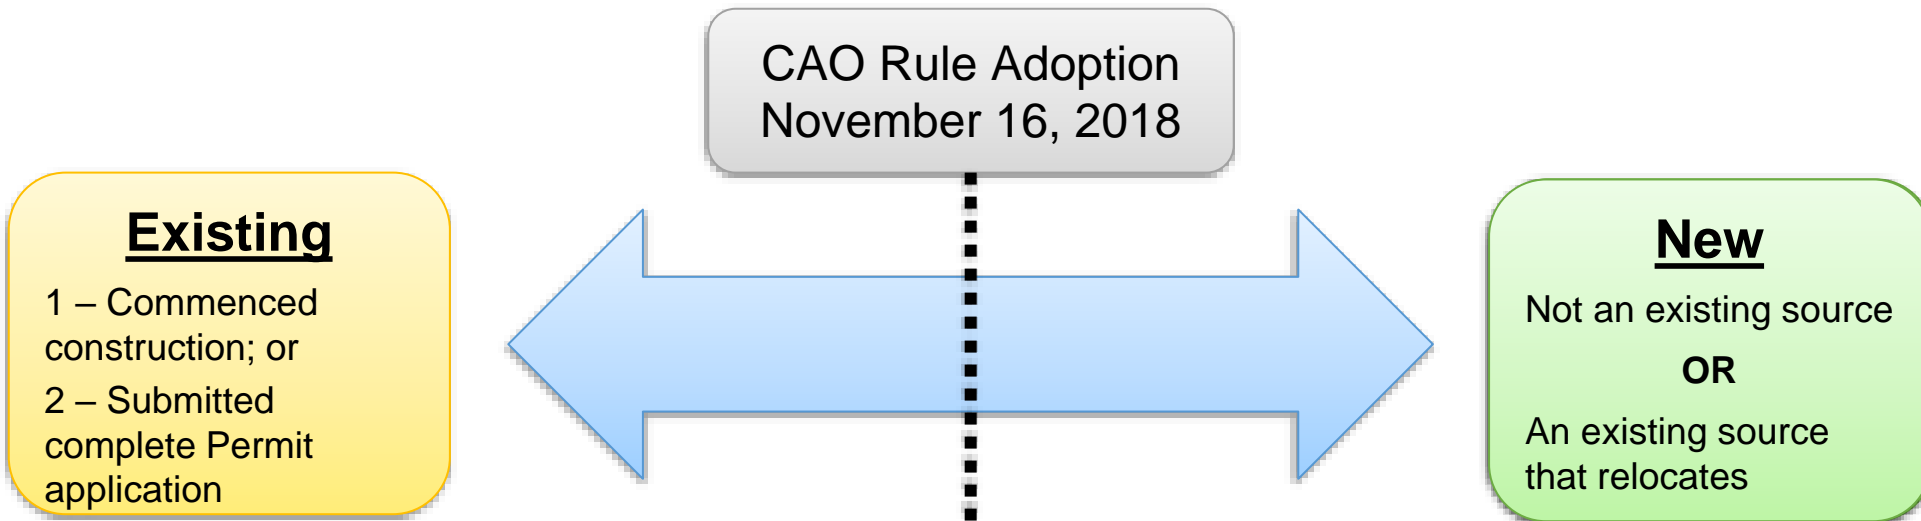 CAO Rule Adoption
November 16, 2018
Existing
1 – Commenced
construction; or
2 – Submitted
complete Permit
application
New
Not an existing source
OR
An existing source
that relocates